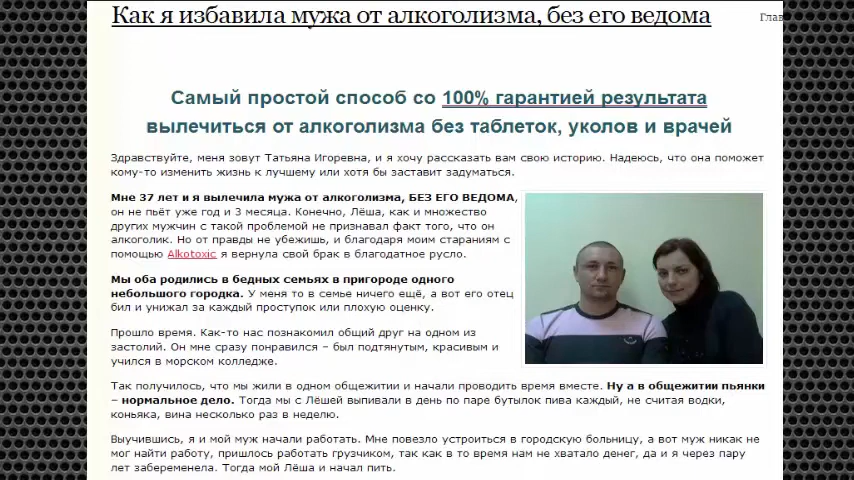 Как я избавила мужа от алкоголизма, без его ведома
Глав
Самый простой способ со 100% гарантией результата
вылечиться от алкоголизма без таблеток, уколов и врачей
Здравствуйте, меня зовут Татьяна Игоревна, и я хочу рассказать вам свою историю. Надеюсь, что она поможет
кому-то изменить жизнь к лучшему или хотя бы заставит задуматься.
Мне 37 лет и я вылечила мужа от алкоголизма, БЕЗ ЕГО ВЕДОМА,
он не пьёт уже год и 3 месяца. Конечно, Лёша, как и множество
других мужчин с такой проблемой не признавал факт того, что он
алкоголик. Но от правды не убежишь, и благодаря моим стараниям с
помощью Alkotoxic я вернула свой брак в благодатное русло.
Мы оба родились в бедных семьях в пригороде одного
небольшого городка. У меня то в семье ничего ещё, а вот его отец
бил и унижал за каждый проступок или плохую оценку.
Прошло время. Как-то нас познакомил общий друг на одном из
застолий. Он мне сразу понравился – был подтянутым, красивым и
учился в морском колледже.
Так получилось, что мы жили в одном общежитии и начали проводить время вместе. Ну а в общежитии пьянки
– нормальное дело. Тогда мы с Лёшей выпивали в день по паре бутылок пива каждый, не считая водки,
коньяка, вина несколько раз в неделю.
Выучившись, я и мой муж начали работать. Мне повезло устроиться в городскую больницу, а вот муж никак не
мог найти работу, пришлось работать грузчиком, так как в то время нам не хватало денег, да и я через пару
лет забеременела. Тогда мой Лёша и начал пить.